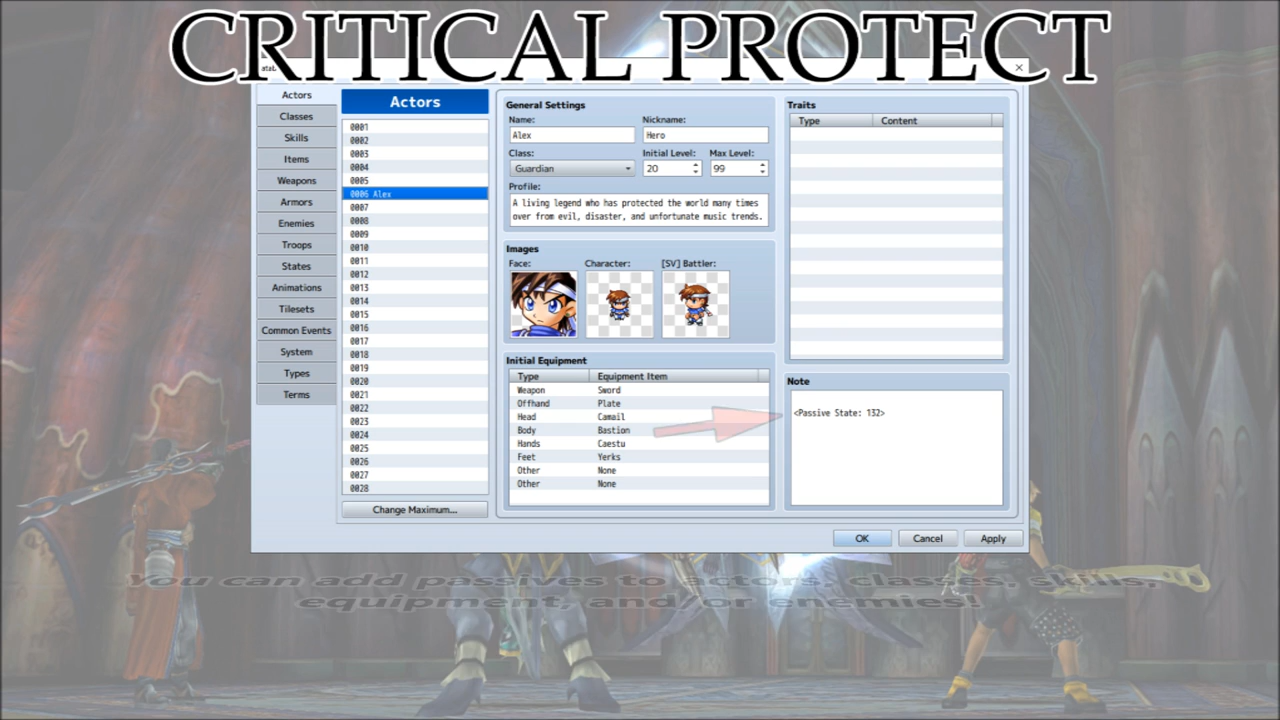 CRITICAL PROTECT
Actors
Classes
Skills
Items
Weapons
Armors
Enemies
Troops
States
Animations
Tilesets
Common Events
System
Types
Terms
Actors
0001
0002
0003
0004
0005
0006 Alex
0007
0008
0009
0010
0011
0012
0013
0014
0015
0016
0017
0018
0019
0020
0021
0022
0023
0024
0025
0026
0027
0028
Change Maximum...
General Settings
Name:
Nickname:
Alex
Hero
Class:
Initial Level:
Max Level:
Guardian
20
99
Profile:
A living legend who has protected the world many times
over from evil, disaster, and unfortunate music trends.
Images
Face:
Character:
[SV] Battler:
Initial Equipment
Type Equipment Item
Weapon Sword
Offhand Plate
Head Camail
Body Bastion
Hands Caestu
Feet Yerks
Other None
Other None
Traits
Type Content
Note
<Passive State: 132>
OK
Cancel
Apply
You can add passives to actors, classes, skills,
equipment, and/or enemies!